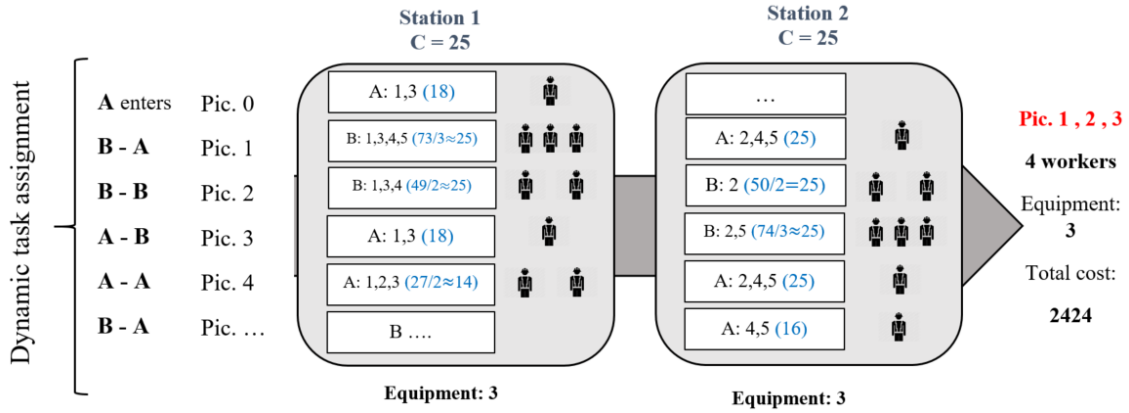 Station 1
C = 25
Station 2
C = 25
Dynamic task assignment
A enters Pic. 0
A: 1,3 (18)
…
B - A Pic. 1
B: 1,3,4,5 (73/3≈25)
A: 2,4,5 (25)
B - B Pic. 2
B: 1,3,4 (49/2≈25)
B: 2 (50/2=25)
A - B Pic. 3
A: 1,3 (18)
B: 2,5 (74/3≈25)
A - A Pic. 4
A: 1,2,3 (27/2≈14)
A: 2,4,5 (25)
B - A Pic. …
B ….
A: 4,5 (16)
Equipment: 3
Equipment: 3
Pic. 1 , 2 , 3
4 workers
Equipment:
3
Total cost:
2424